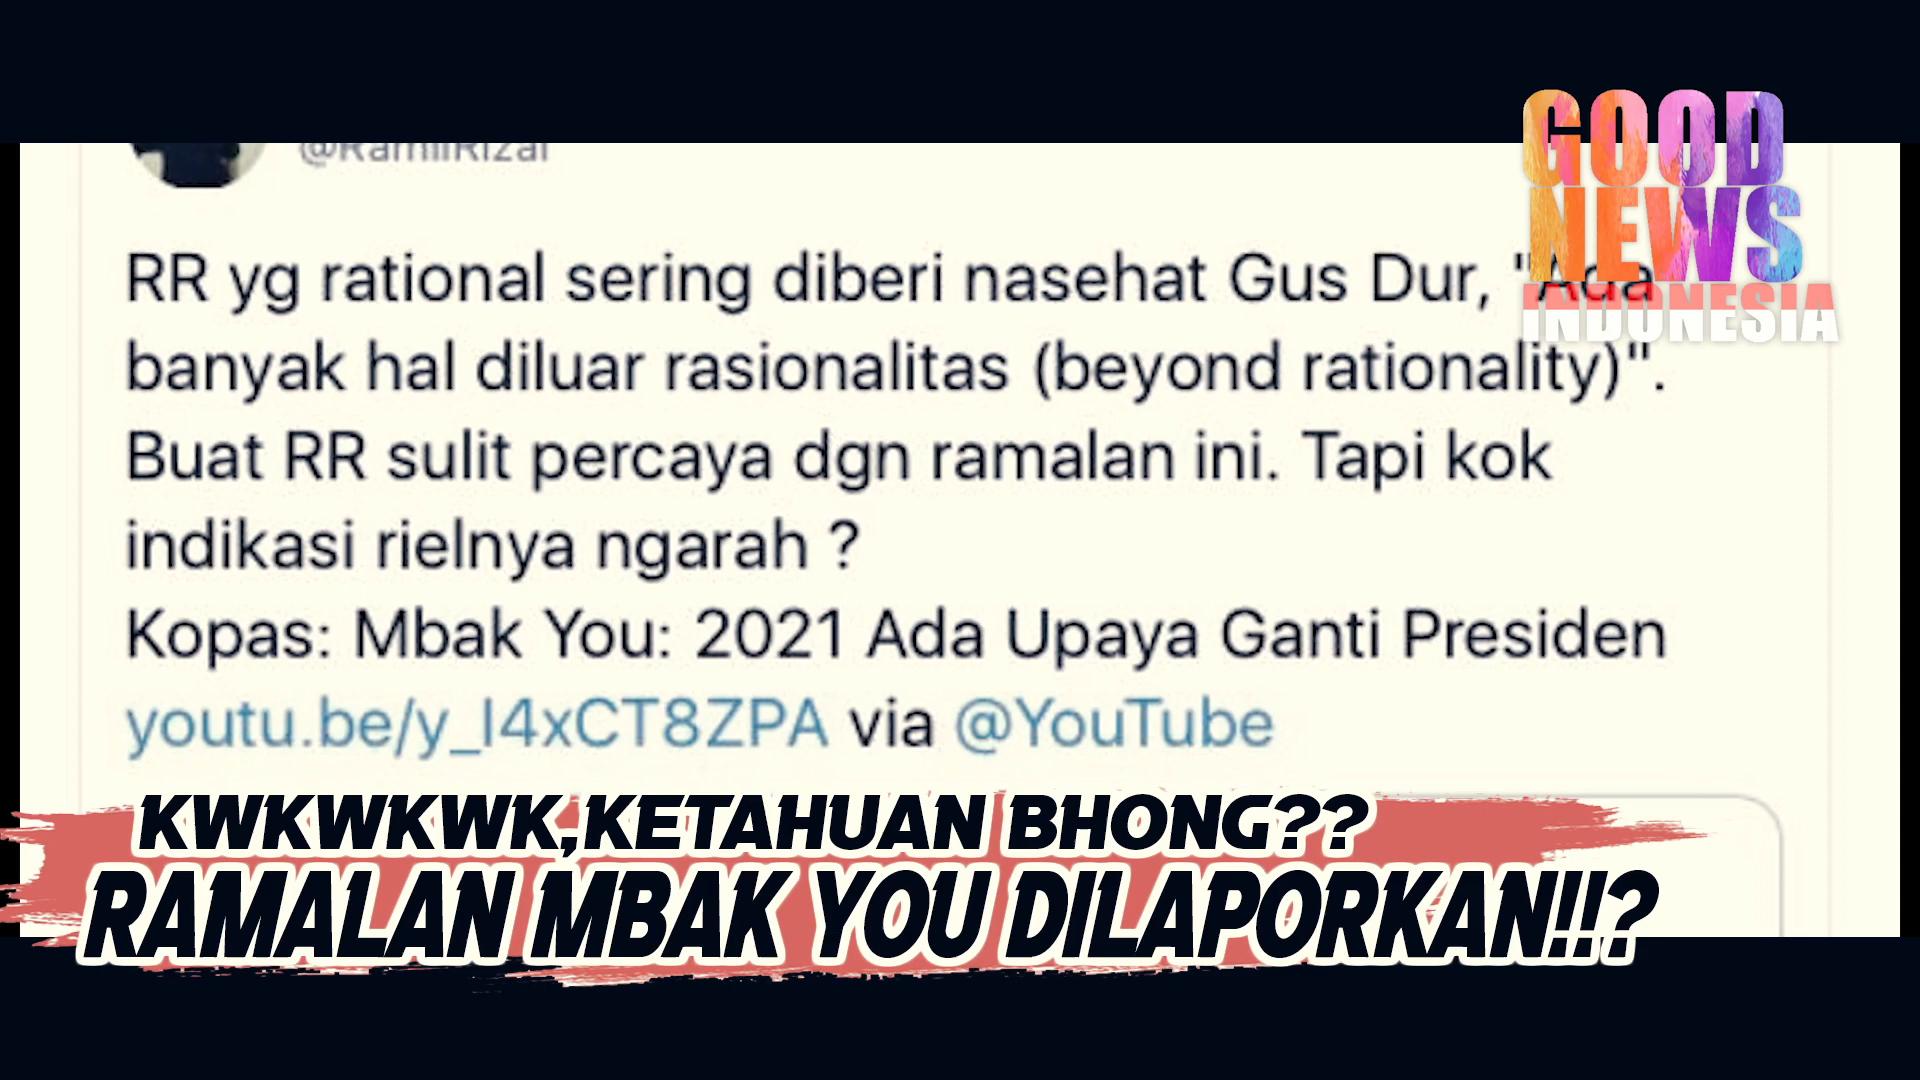 @RamliRizal
RR yg rational sering diberi nasehat Gus Dur, "Ada
banyak hal diluar rasionalitas (beyond rationality)".
Buat RR sulit percaya dgn ramalan ini. Tapi kok
indikasi rielnya ngarah ?
Kopas: Mbak You: 2021 Ada Upaya Ganti Presiden
youtu.be/y_I4xCT8ZPA via @YouTube
GOOD
NEWS
INDONESIA
KWKWKWK,KETAHUAN BHONG??
RAMALAN MBAK YOU DILAPORKAN!!!?